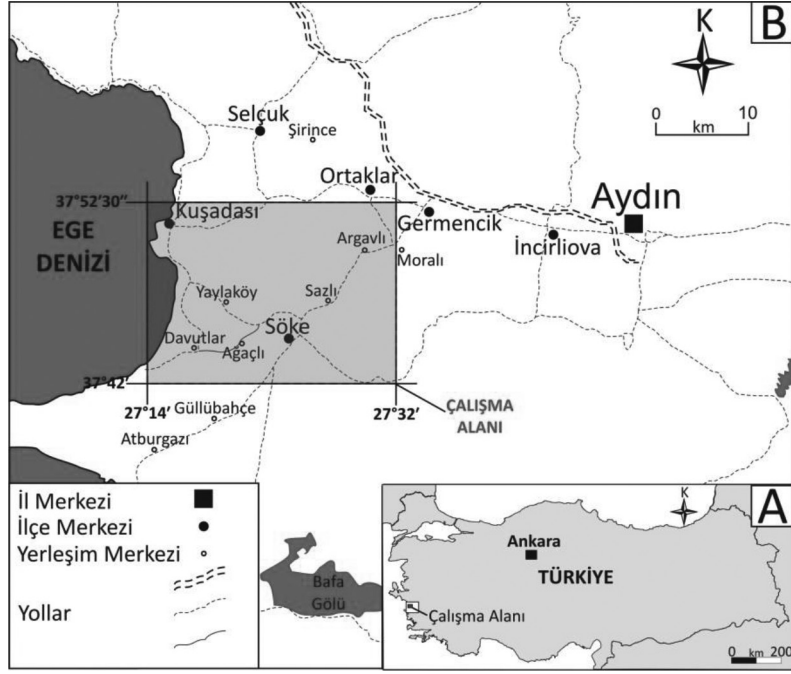 B
K
0 10
km
Selçuk
Şirince
Ortaklar
37°52'30''
Kuşadası
Germencik
Aydın
İncirliova
EGE
DENİZİ
Argavlı
Moralı
Yaylaköy
Sazlı
Söke
Davutlar
Ağaçlı
37°42'
27°14'
27°32'
ÇALIŞMA
ALANI
Güllübahçe
Atburgazı
İl Merkezi
İlçe Merkezi
Yerleşim Merkezi
Yollar
Bafa
Gölü
A
K
Ankara
TÜRKİYE
Çalışma Alanı
0 km 200